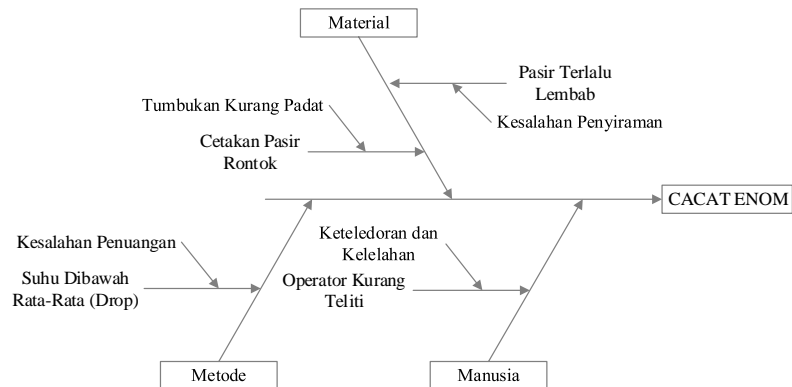 Material
Pasir Terlalu
Lembab
Tumbukan Kurang Padat
Kesalahan Penyiraman
Cetakan Pasir
Rontok
CACAT ENOM
Kesalahan Penuangan
Keteledoran dan
Kelelahan
Suhu Dibawah
Rata-Rata (Drop)
Operator Kurang
Teliti
Metode
Manusia